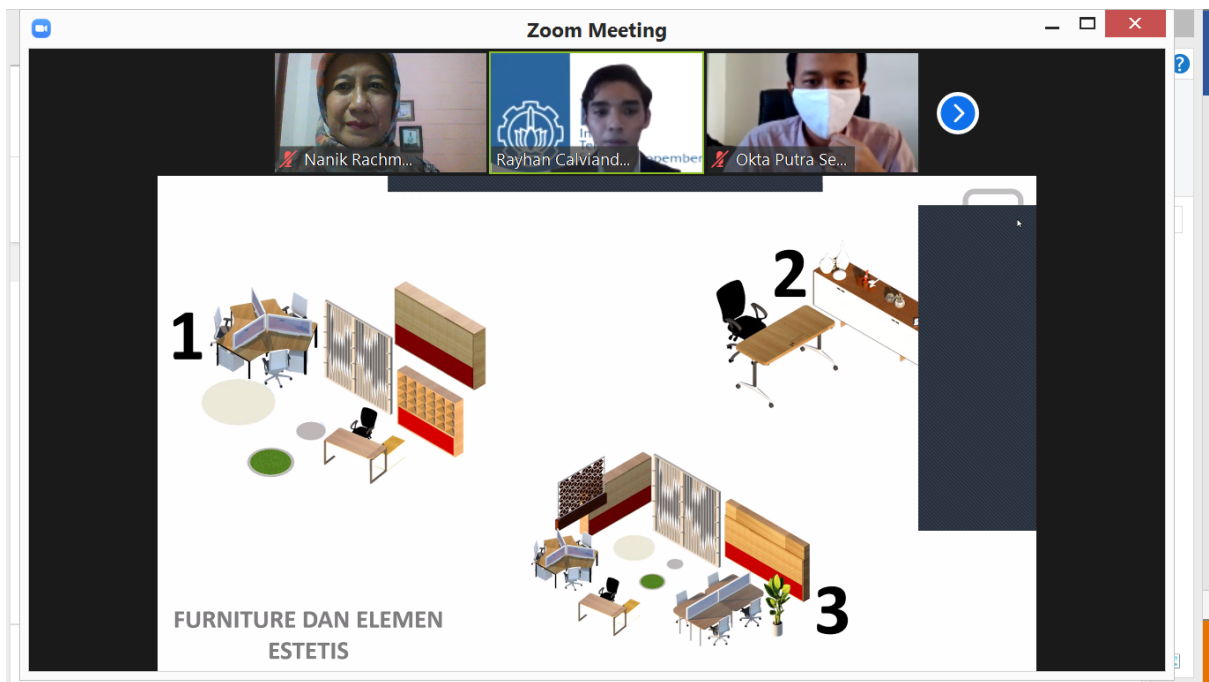 Zoom Meeting
Nanik Rachm...
Rayhan Calviand...
Okta Putra Se...
1
2
3
FURNITURE DAN ELEMEN
ESTETIS